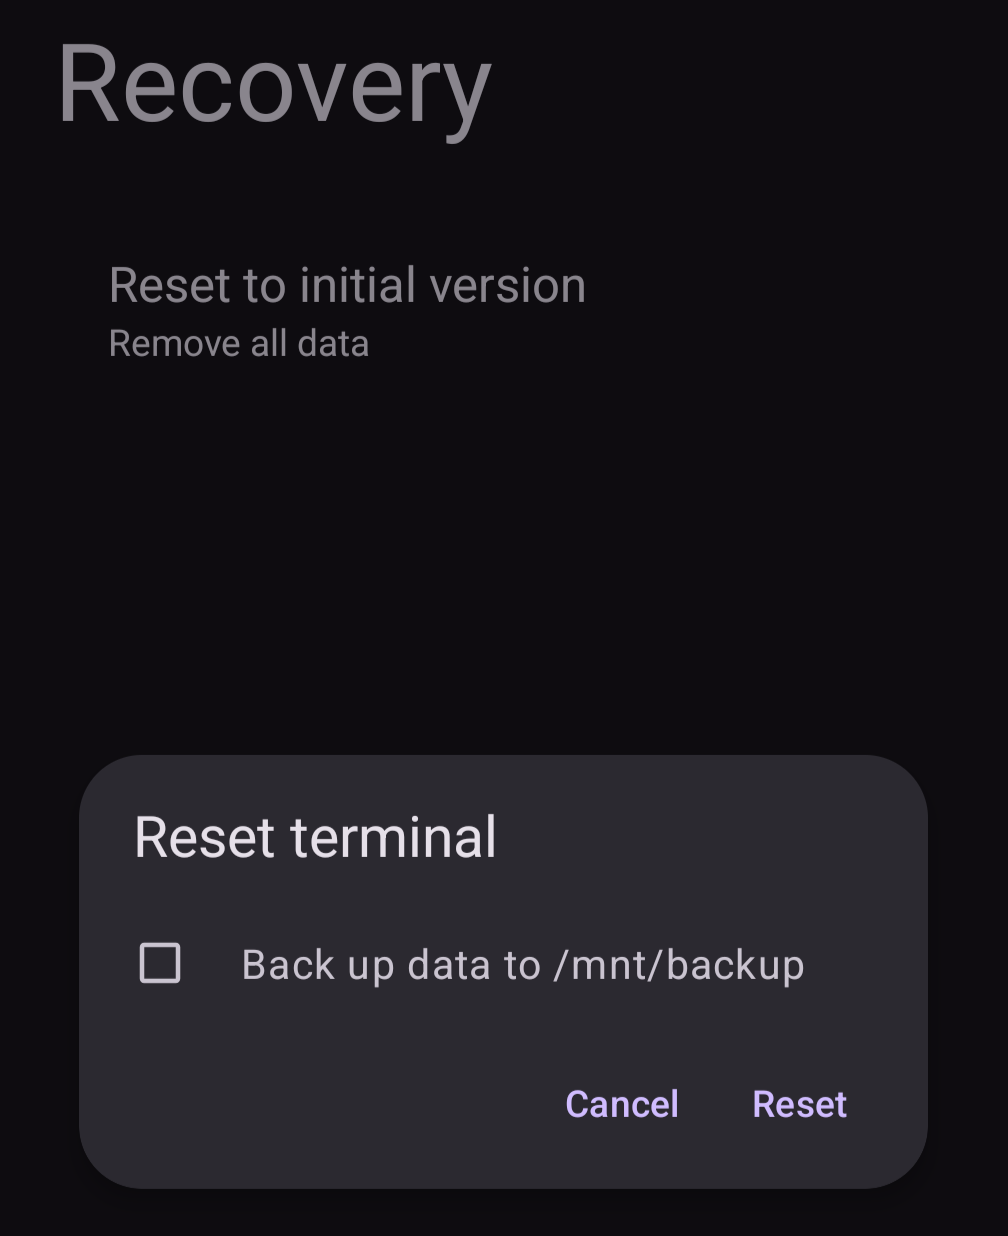 Recovery
Reset to initial version
Remove all data
Reset terminal
Back up data to /mnt/backup
Cancel Reset